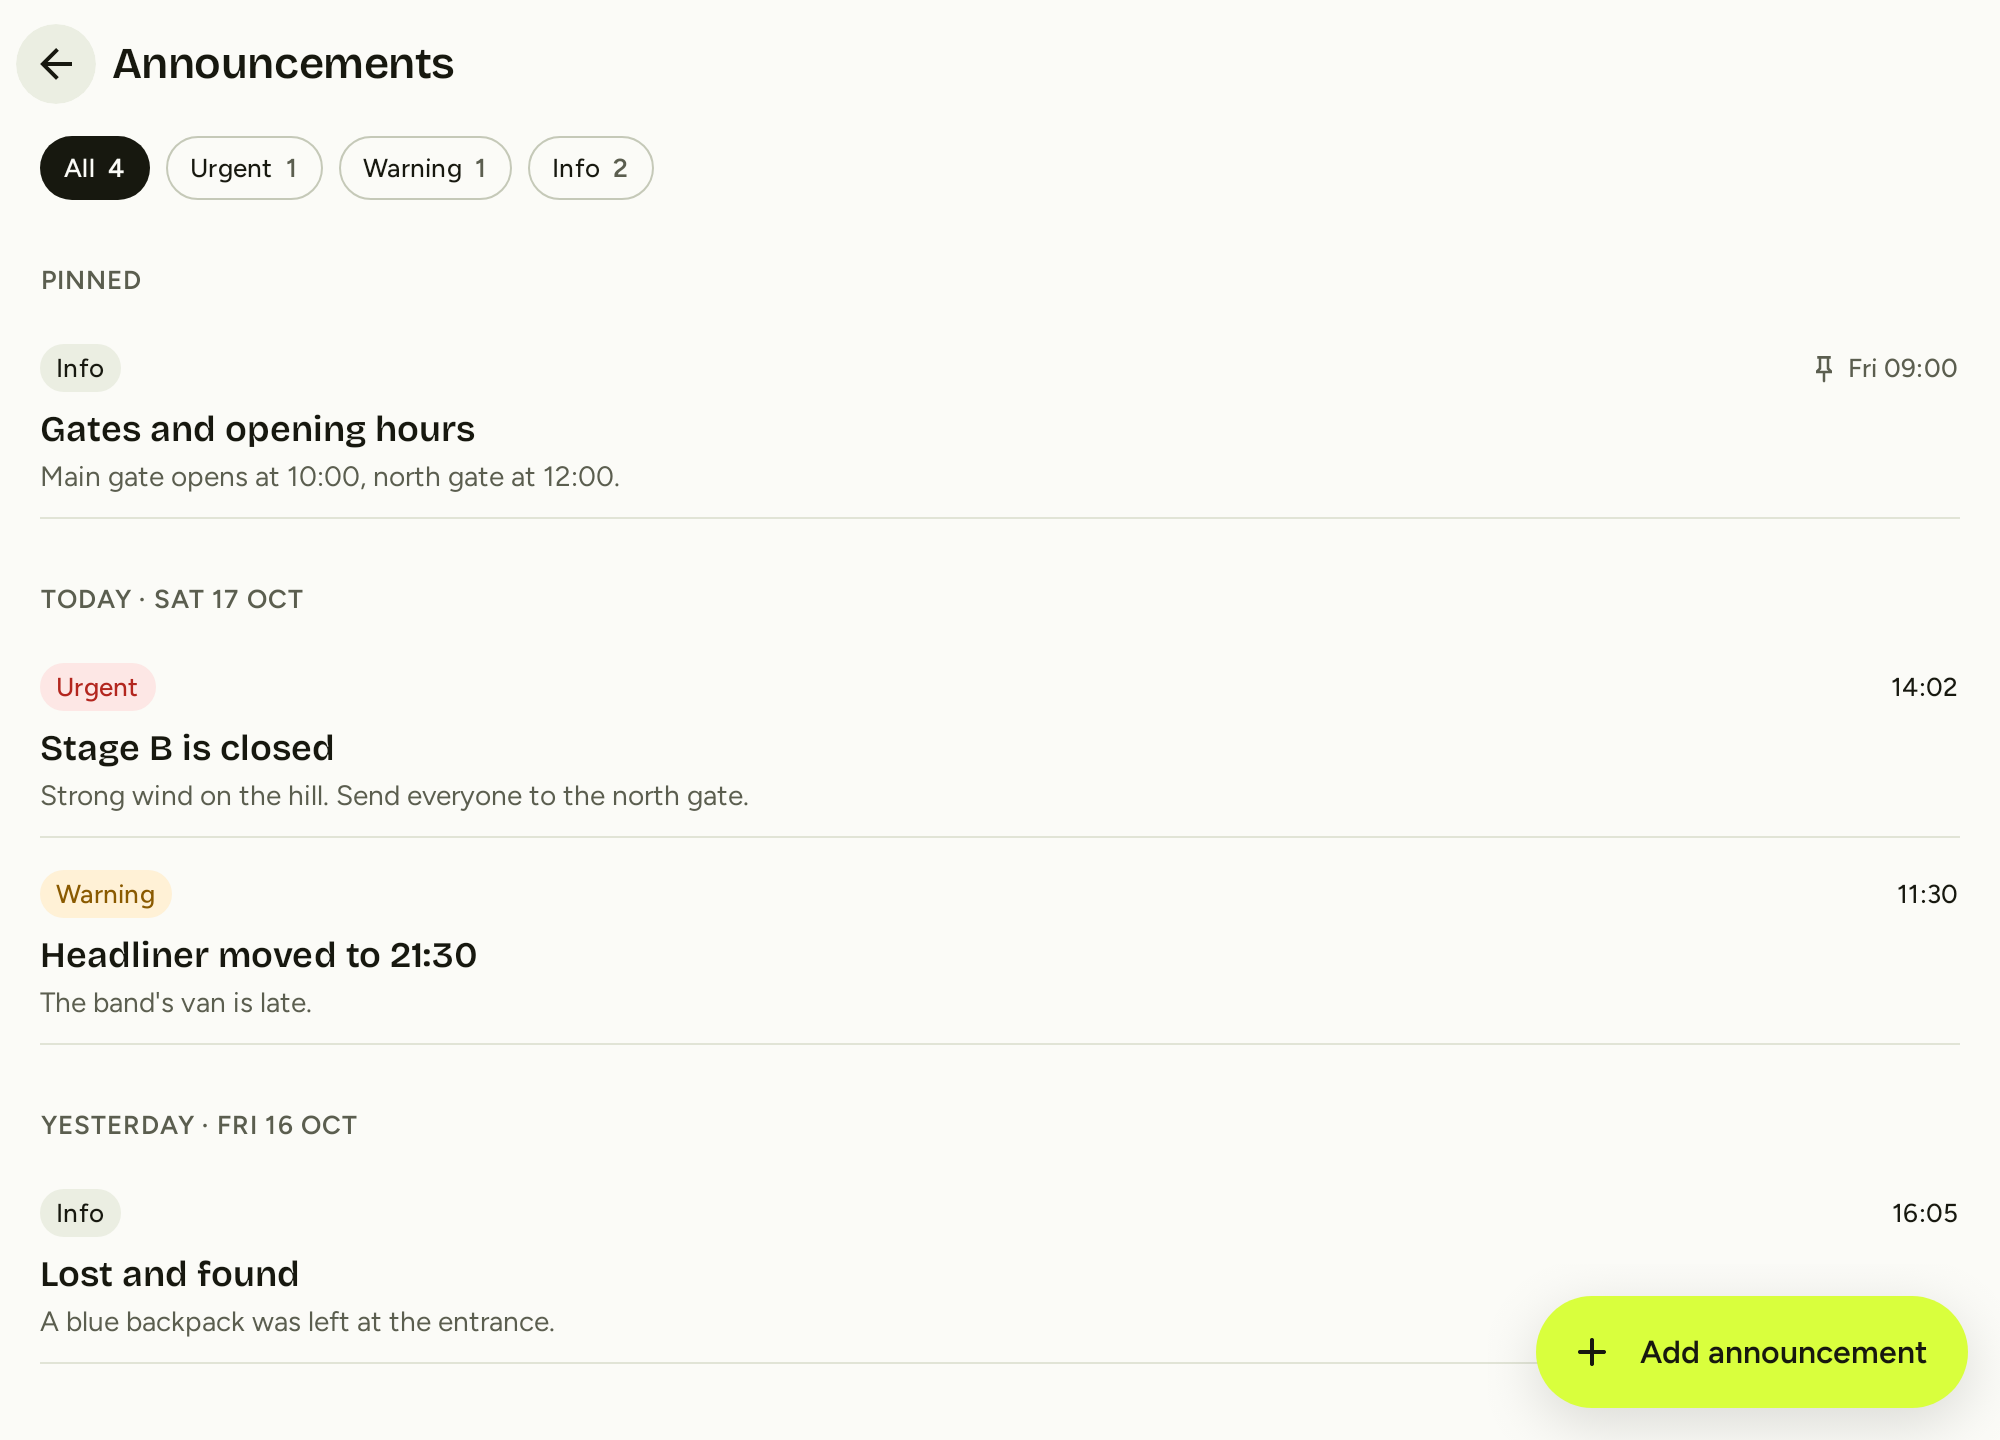 Announcements
All 4 Urgent 1 Warning 1 Info 2
PINNED
Info Fri 09:00
Gates and opening hours
Main gate opens at 10:00, north gate at 12:00.
TODAY · SAT 17 OCT
Urgent 14:02
Stage B is closed
Strong wind on the hill. Send everyone to the north gate.
Warning 11:30
Headliner moved to 21:30
The band's van is late.
YESTERDAY · FRI 16 OCT
Info 16:05
Lost and found
A blue backpack was left at the entrance.
Add announcement